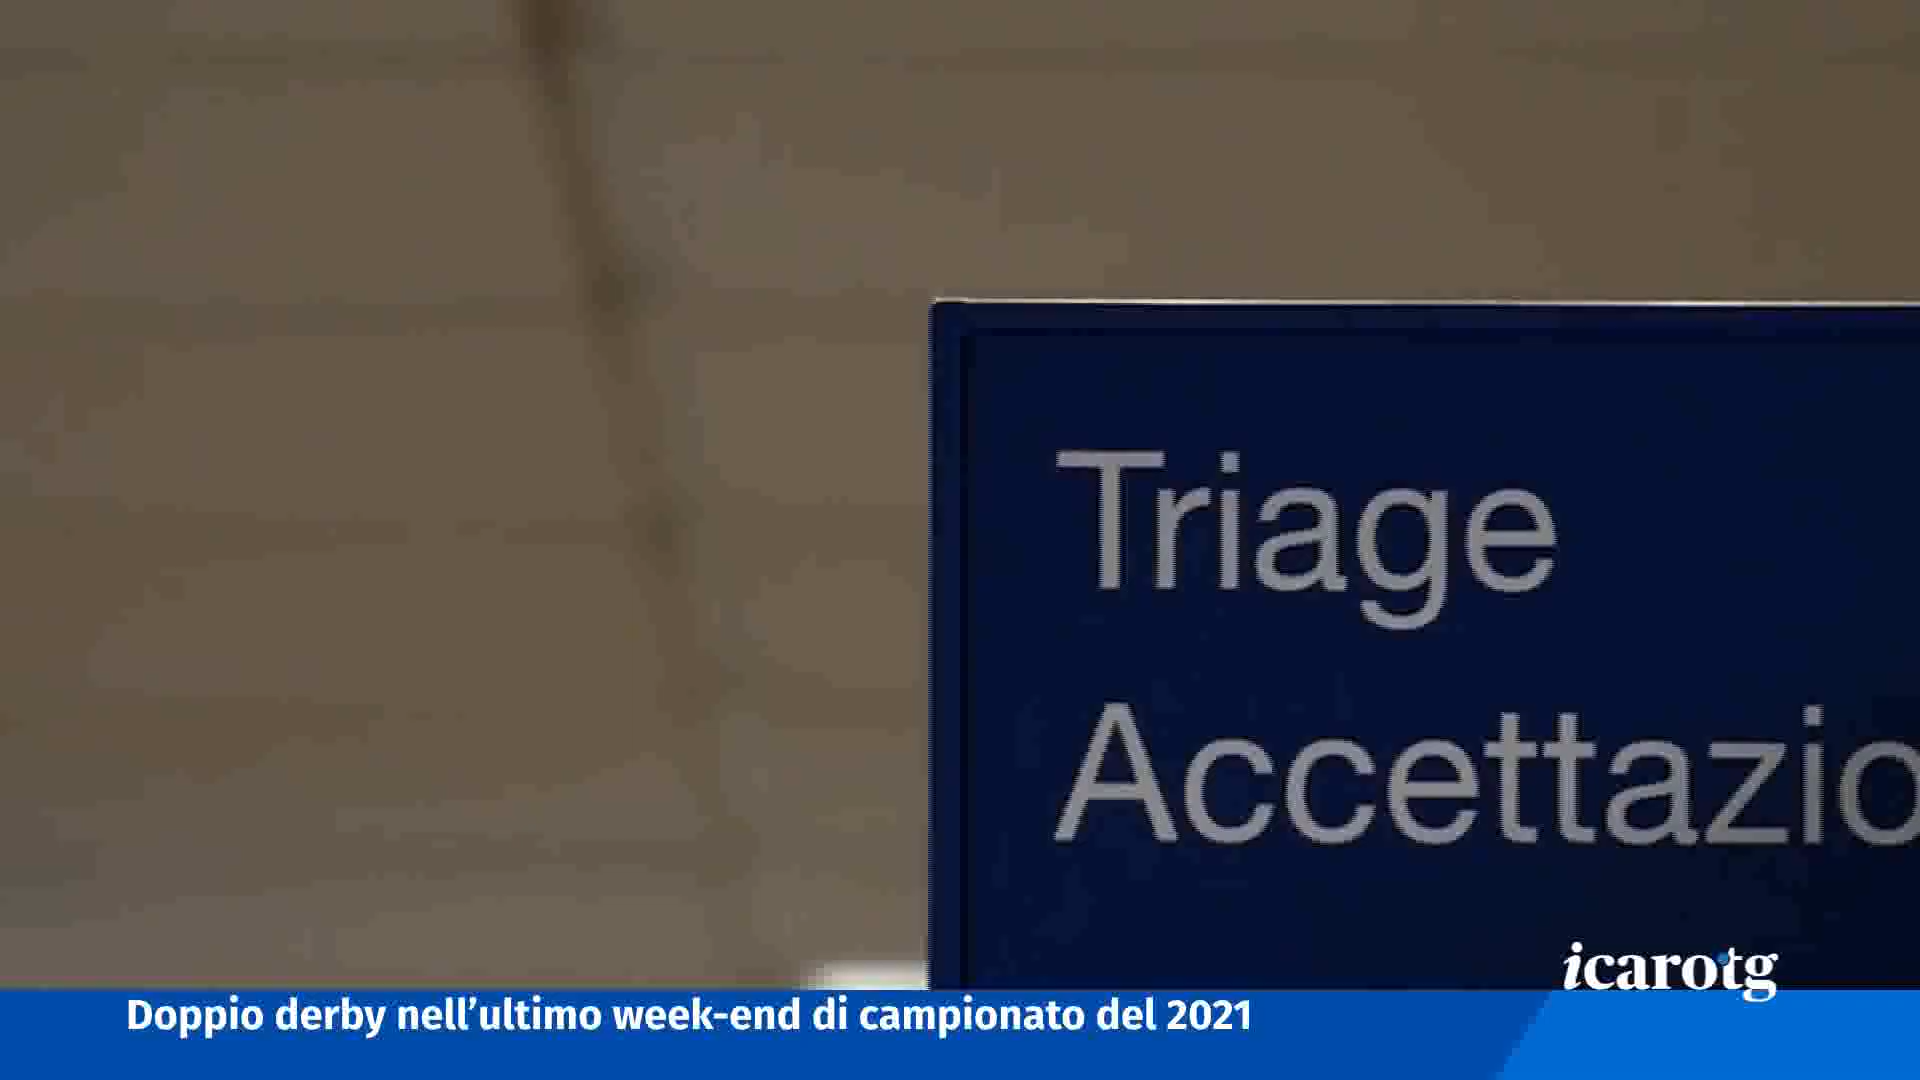 Triage
Accettazio
icarotg
Doppio derby nell’ultimo week-end di campionato del 2021